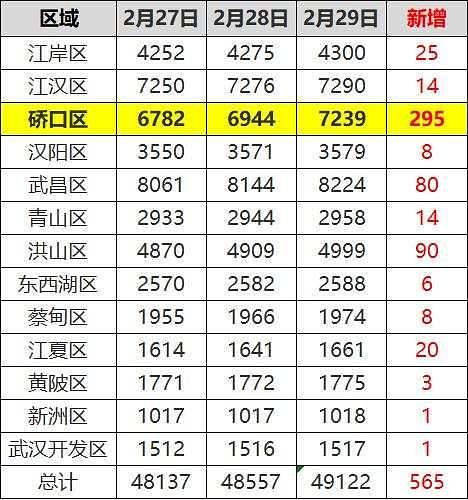 区域 2月27日 2月28日 2月29日 新增
江岸区 4252 4275 4300 25
江汉区 7250 7276 7290 14
硚口区 6782 6944 7239 295
汉阳区 3550 3571 3579 8
武昌区 8061 8144 8224 80
青山区 2933 2944 2958 14
洪山区 4870 4909 4999 90
东西湖区 2570 2582 2588 6
蔡甸区 1955 1966 1974 8
江夏区 1614 1641 1661 20
黄陂区 1771 1772 1775 3
新洲区 1017 1017 1018 1
武汉开发区 1512 1516 1517 1
总计 48137 48557 49122 565